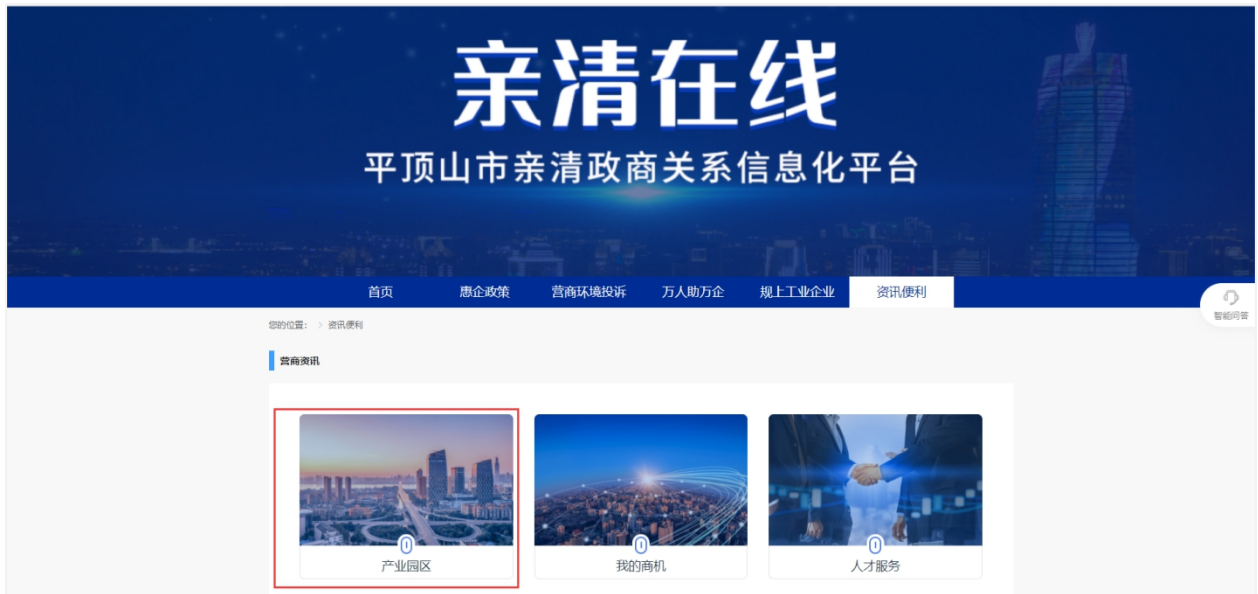 亲清在线
平顶山市亲清政商关系信息化平台
首页 惠企政策 营商环境投诉 万人助万企 规上工业企业 资讯便利
智能问答
您的位置： > 资讯便利
营商资讯
产业园区 我的商机 人才服务